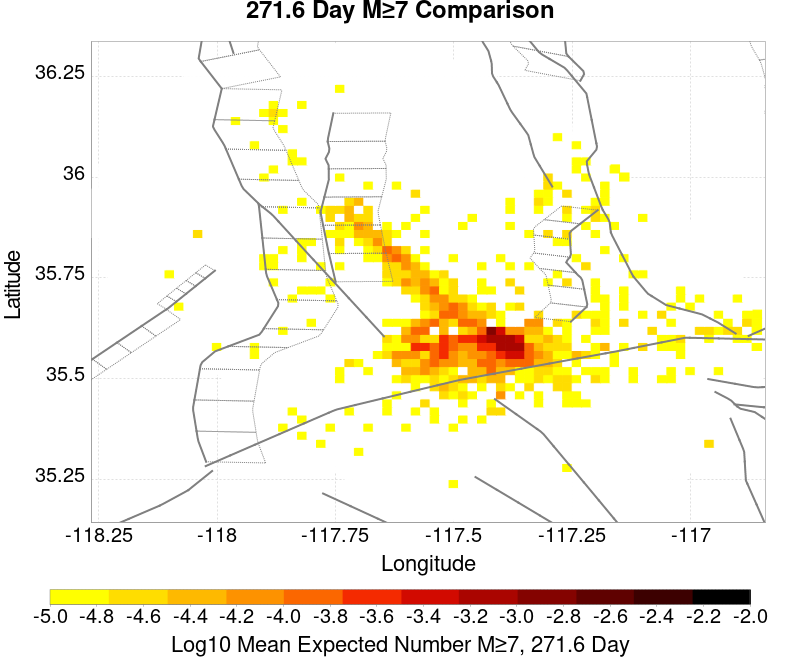 271.6 Day M≥7 Comparison
36.25
36
35.75
35.5
35.25
Latitude
-118.25 -118 -117.75 -117.5 -117.25 -117
Longitude
-5.0 -4.8 -4.6 -4.4 -4.2 -4.0 -3.8 -3.6 -3.4 -3.2 -3.0 -2.8 -2.6 -2.4 -2.2 -2.0
Log10 Mean Expected Number M≥7, 271.6 Day